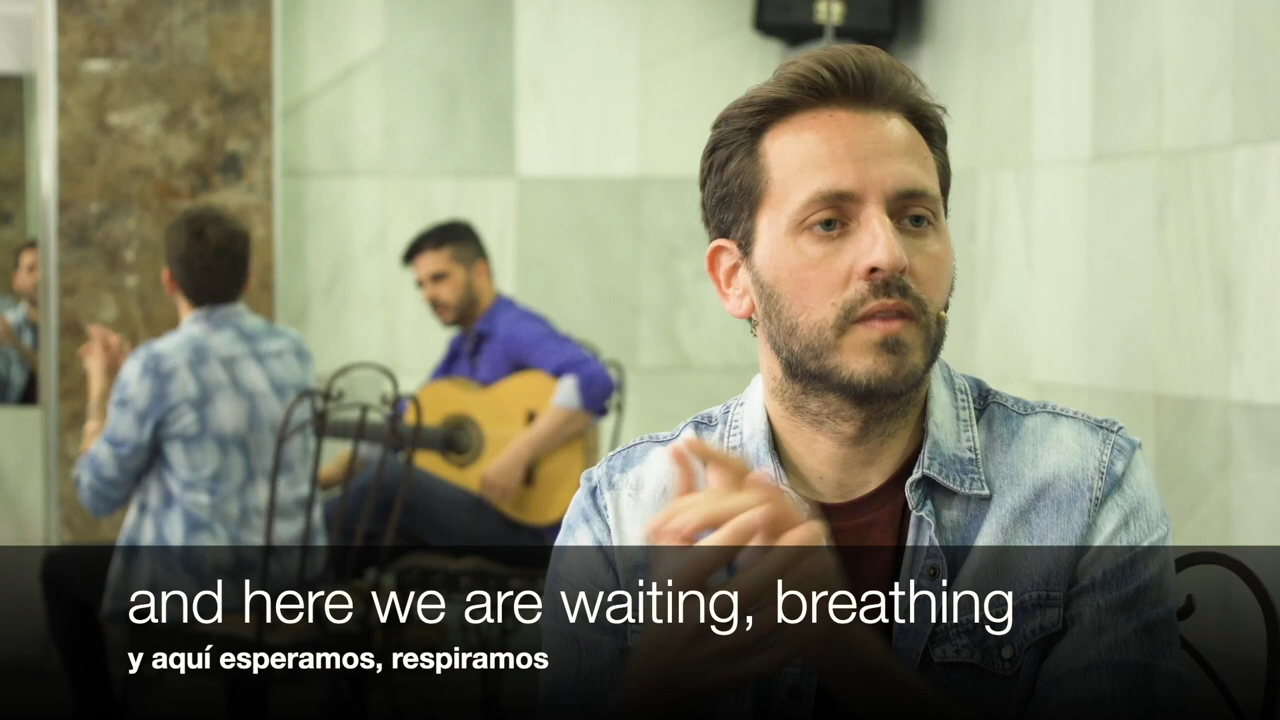 and here we are waiting, breathing
y aquí esperamos, respiramos